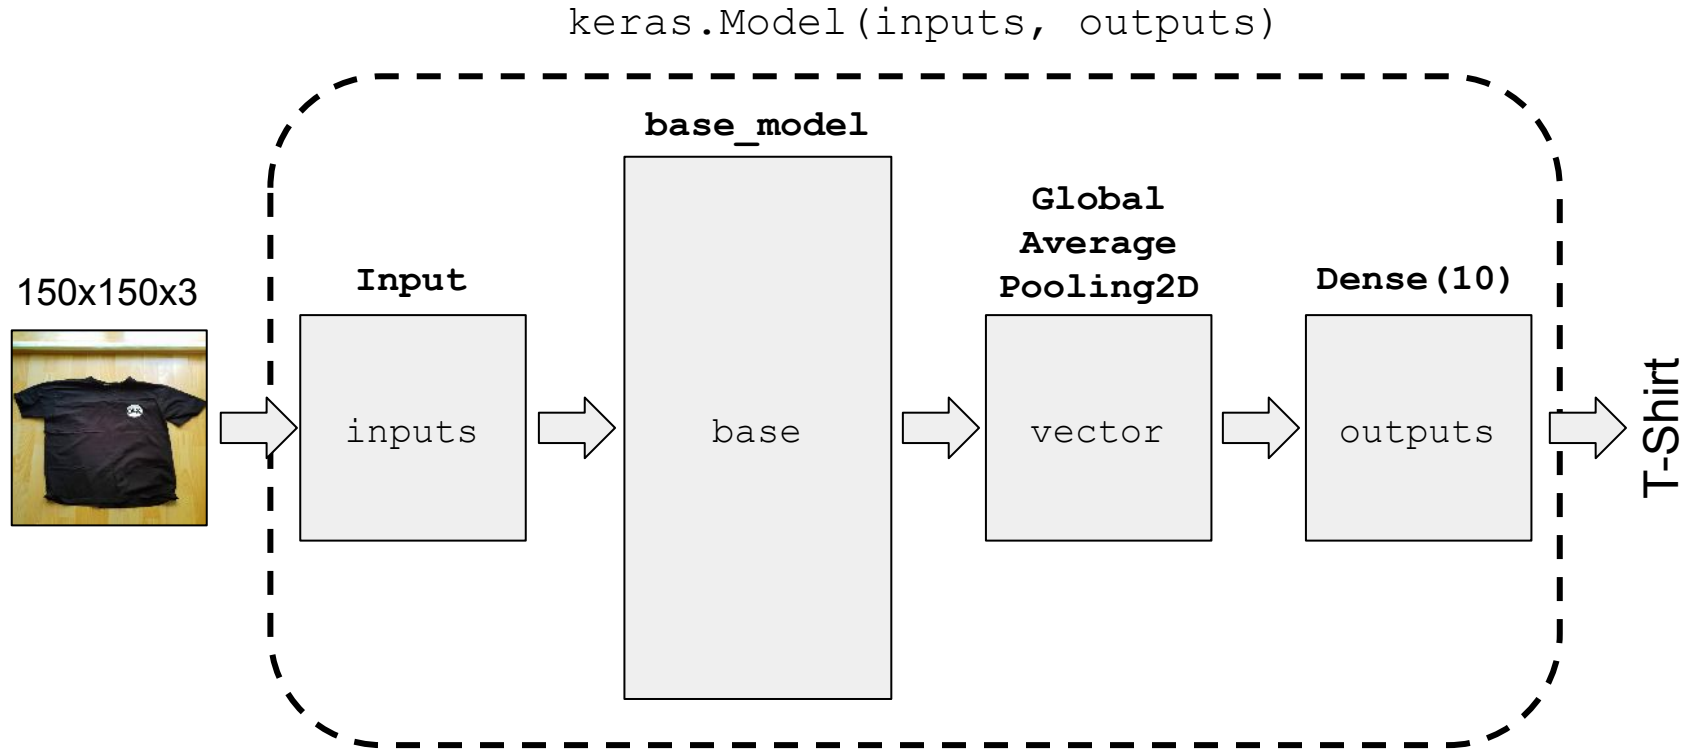 keras.Model(inputs, outputs)
base_model
Global
Average
Pooling2D
Input
Dense(10)
150x150x3
inputs
base
vector
outputs
T-Shirt